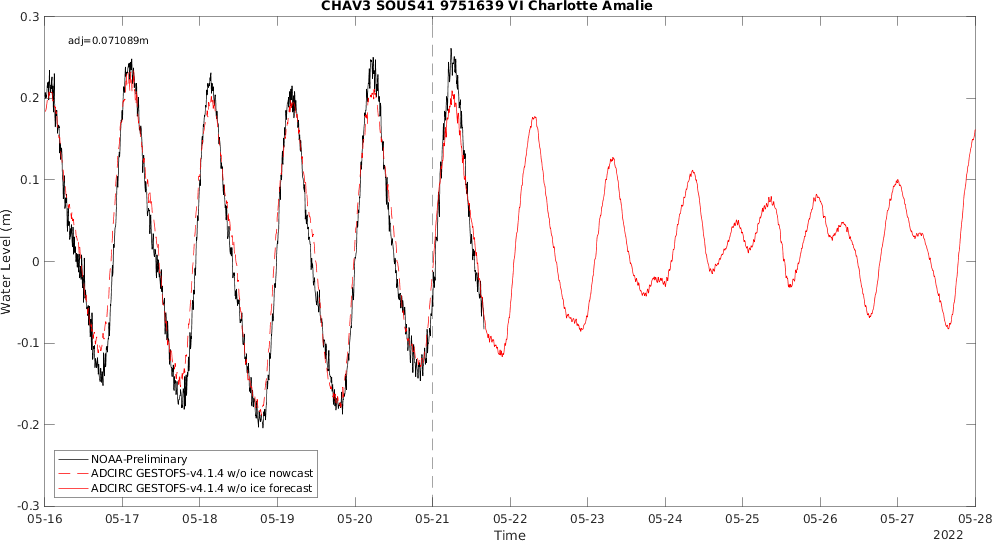 CHAV3 SOUS41 9751639 VI Charlotte Amalie
adj=0.071089m
0.3
0.2
0.1
0
-0.1
-0.2
-0.3
Water Level (m)
NOAA-Preliminary
ADCIRC GESTOFS-v4.1.4 w/o ice nowcast
ADCIRC GESTOFS-v4.1.4 w/o ice forecast
05-16 05-17 05-18 05-19 05-20 05-21 05-22 05-23 05-24 05-25 05-26 05-27 05-28
Time
2022